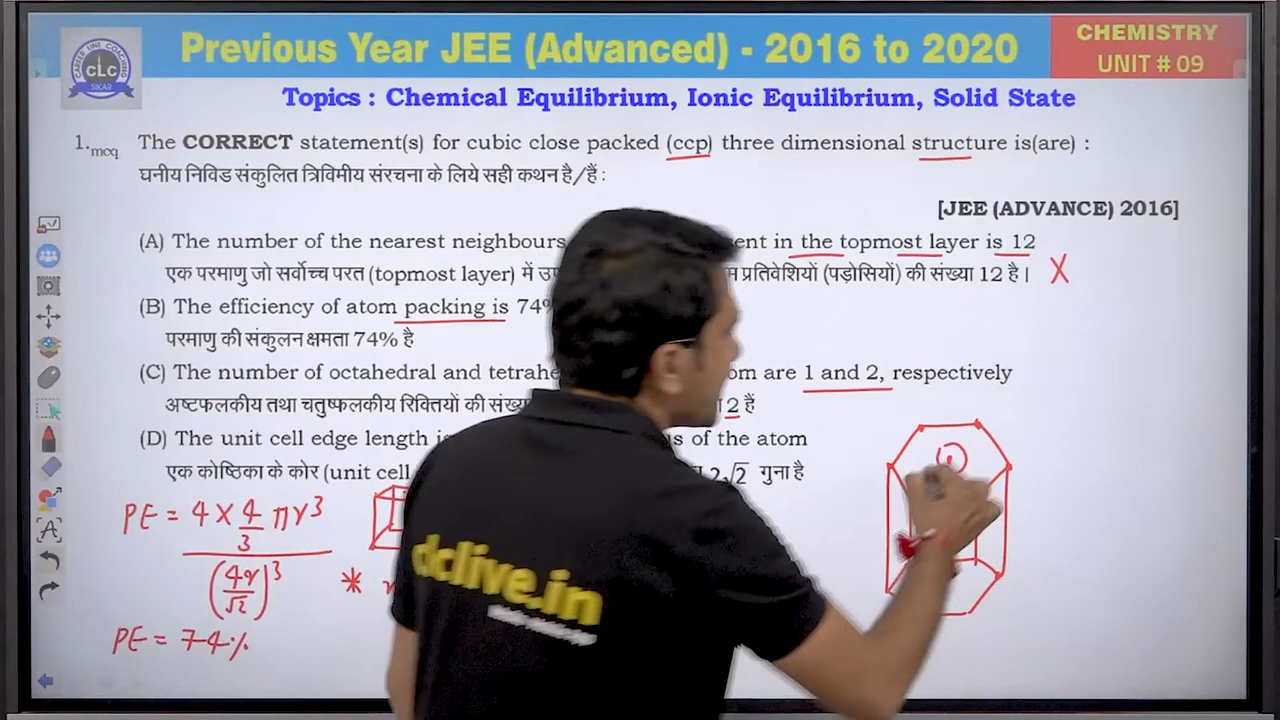 Previous Year JEE (Advanced) - 2016 to 2020
CHEMISTRY
UNIT # 09
CAREER LINE COACHING
CLC
SIKAR
Topics : Chemical Equilibrium, Ionic Equilibrium, Solid State
1.mcq The CORRECT statement(s) for cubic close packed (ccp) three dimensional structure is(are) :
घनीय निविड संकुलित त्रिविमीय संरचना के लिये सही कथन है/हैं :
[JEE (ADVANCE) 2016]
(A) The number of the nearest neighbours ent in the topmost layer is 12
एक परमाणु जो सर्वोच्च परत (topmost layer) में प्रतिवेशियों (पड़ोसियों) की संख्या 12 है। X
(B) The efficiency of atom packing is 74%
परमाणु की संकुलन क्षमता 74% है
(C) The number of octahedral and tetrahe om are 1 and 2, respectively
अष्टफलकीय तथा चतुष्फलकीय रिक्तियों की 2 हैं
(D) The unit cell edge length of the atom
एक कोष्ठिका के कोर (unit cell 2√2 गुना है
PE = 4 × 4/3 πr³
(4r/√2)³ *
PE = 74%
dclive.in